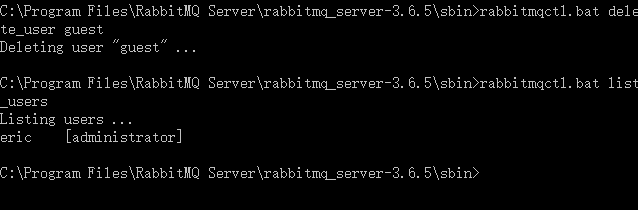 C:\Program Files\RabbitMQ Server\rabbitmq_server-3.6.5\sbin>rabbitmqctl.bat dele
te_user guest
Deleting user "guest" ...
C:\Program Files\RabbitMQ Server\rabbitmq_server-3.6.5\sbin>rabbitmqctl.bat list
_users
Listing users ...
eric    [administrator]
C:\Program Files\RabbitMQ Server\rabbitmq_server-3.6.5\sbin>